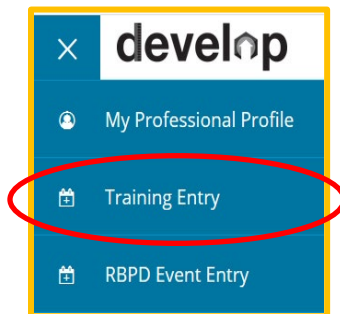 develop
My Professional Profile
Training Entry
RBPD Event Entry